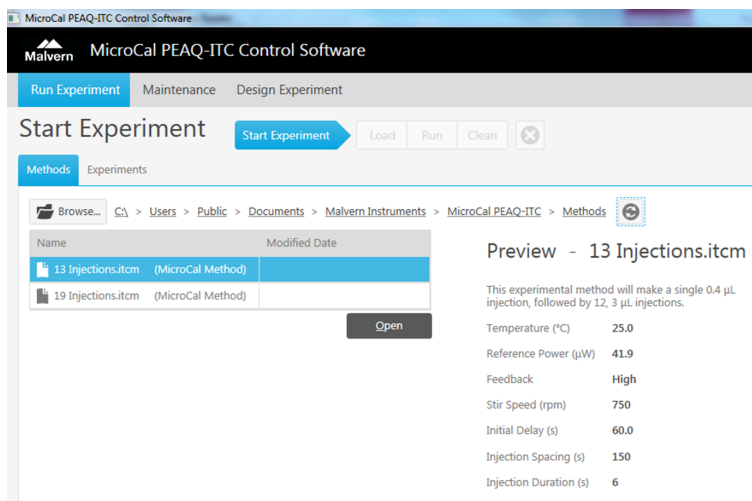 MicroCal PEAQ-ITC Control Software
Malvern MicroCal PEAQ-ITC Control Software
Run Experiment Maintenance Design Experiment
Start Experiment Start Experiment Load Run Clean
Methods Experiments
Browse... C:\ > Users > Public > Documents > Malvern Instruments > MicroCal PEAQ-ITC > Methods
Name Modified Date
13 Injections.itcm (MicroCal Method)
19 Injections.itcm (MicroCal Method)
Open
Preview - 13 Injections.itcm
This experimental method will make a single 0.4 µL
injection, followed by 12, 3 µL injections.
Temperature (°C) 25.0
Reference Power (µW) 41.9
Feedback High
Stir Speed (rpm) 750
Initial Delay (s) 60.0
Injection Spacing (s) 150
Injection Duration (s) 6